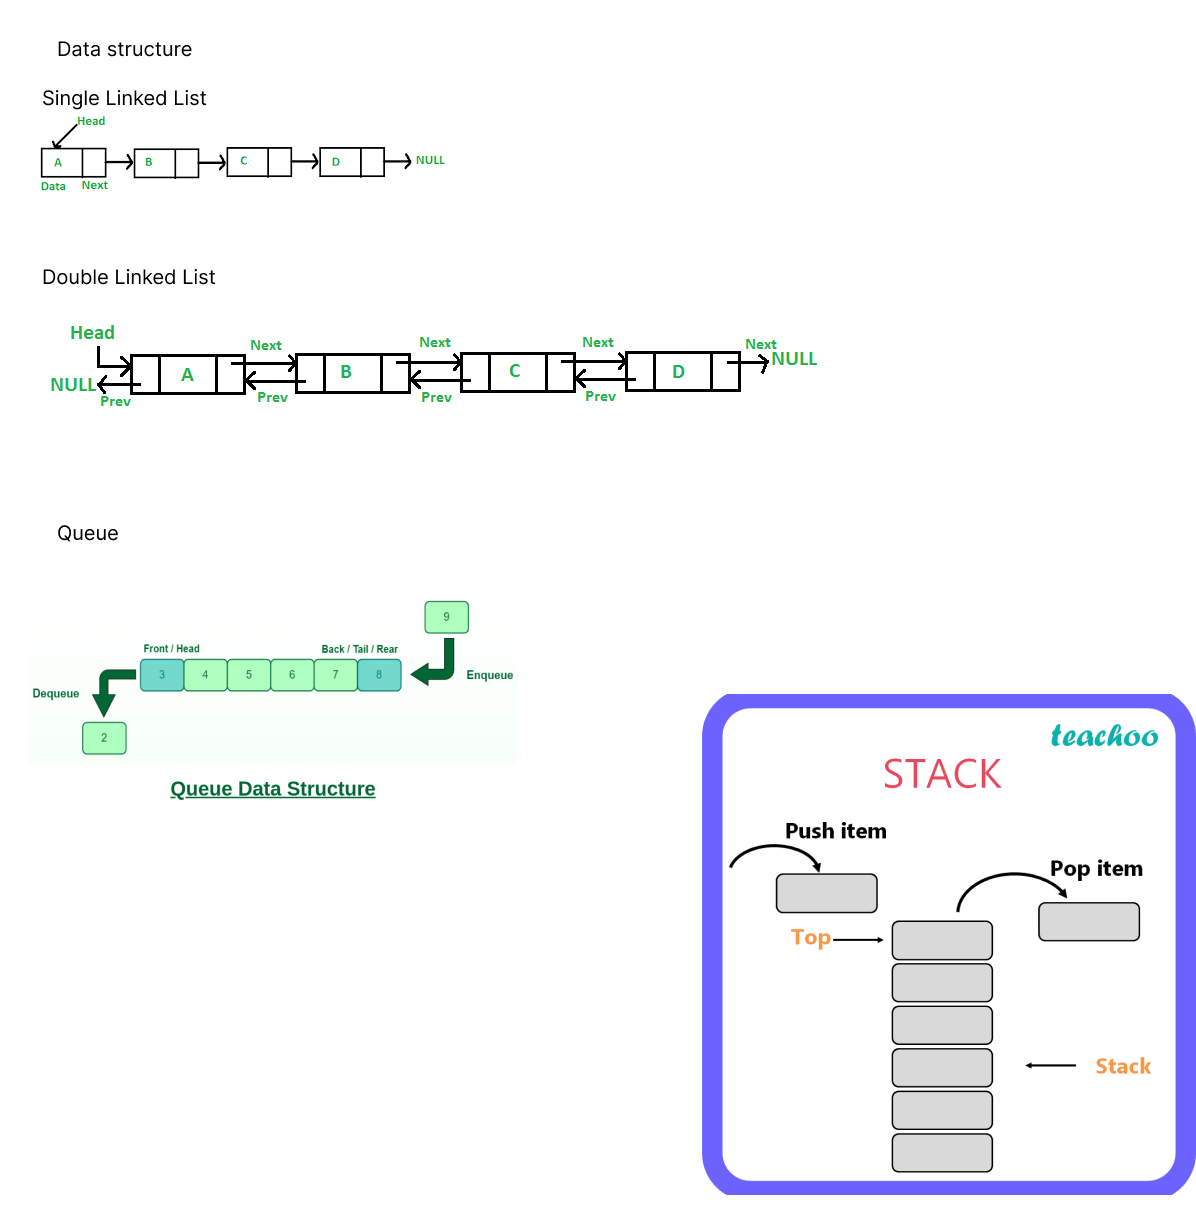 Data structure
Single Linked List
Head
A B C D NULL
Data Next
Double Linked List
Head
Next Next Next Next
NULL A B C D NULL
Prev Prev Prev Prev
Queue
9
Front / Head Back / Tail / Rear
3 4 5 6 7 8
Enqueue
Dequeue
2
Queue Data Structure
teachoo
STACK
Push item
Pop item
Top
Stack